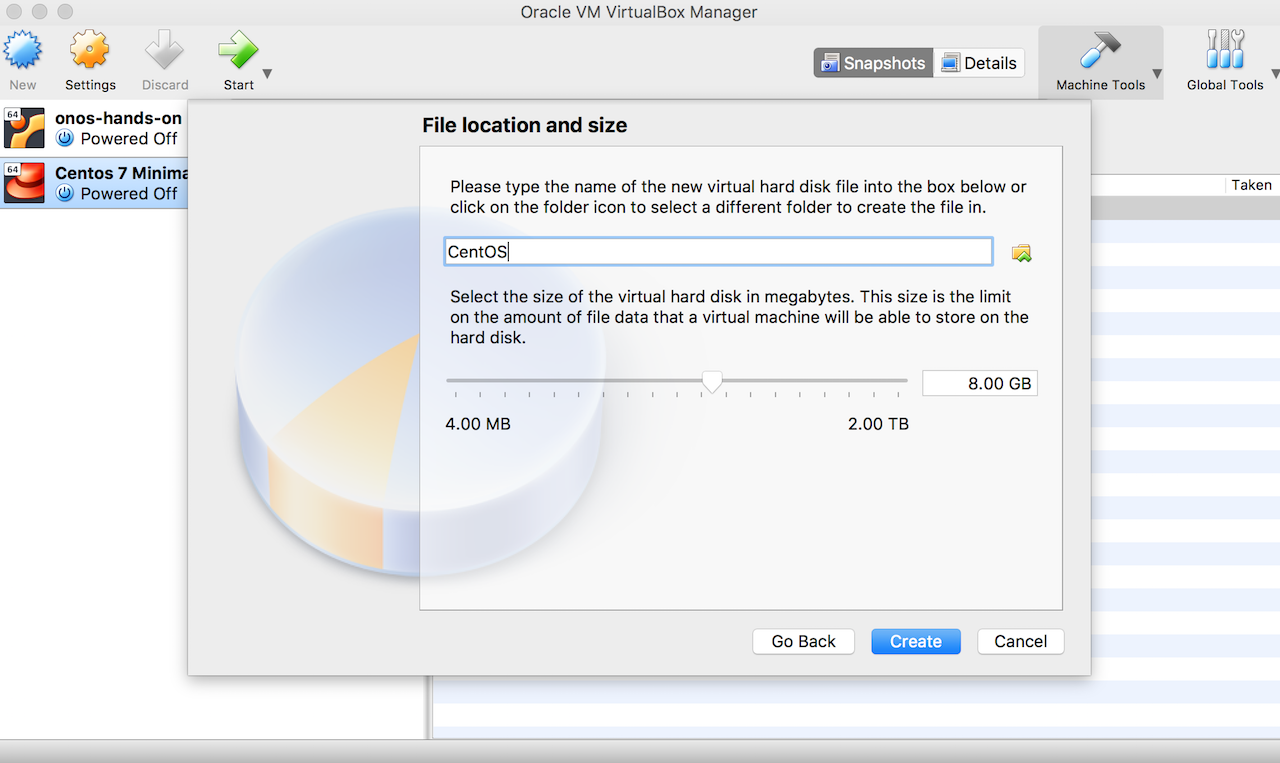 Oracle VM VirtualBox Manager
New
Settings
Discard
Start
Snapshots
Details
Machine Tools
Global Tools
64
onos-hands-on
Powered Off
64
Centos 7 Minima
Powered Off
Taken
File location and size
Please type the name of the new virtual hard disk file into the box below or
click on the folder icon to select a different folder to create the file in.
CentOS
Select the size of the virtual hard disk in megabytes. This size is the limit
on the amount of file data that a virtual machine will be able to store on the
hard disk.
8.00 GB
4.00 MB
2.00 TB
Go Back
Create
Cancel